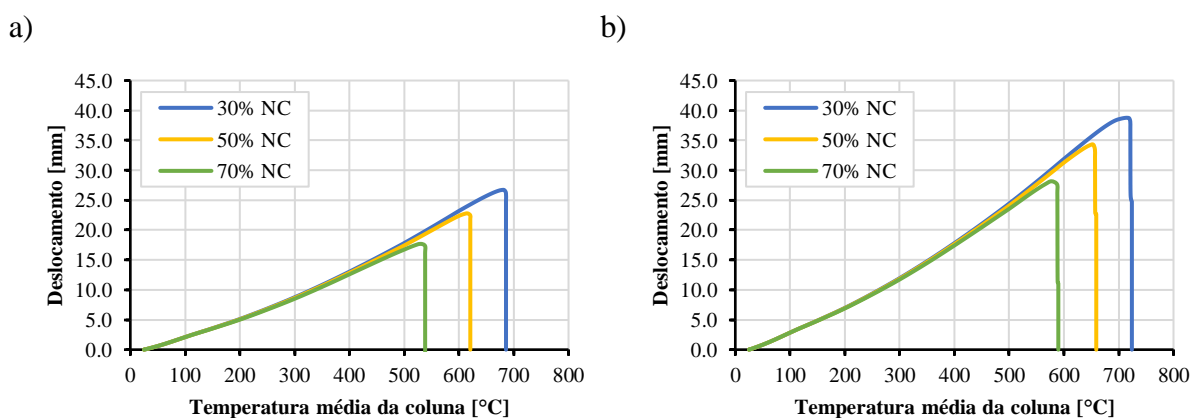 a)
45.0
40.0
35.0
30.0
25.0
20.0
15.0
10.0
5.0
0.0
Deslocamento [mm]
30% NC
50% NC
70% NC
0 100 200 300 400 500 600 700 800
Temperatura média da coluna [°C]
b)
45.0
40.0
35.0
30.0
25.0
20.0
15.0
10.0
5.0
0.0
Deslocamento [mm]
30% NC
50% NC
70% NC
0 100 200 300 400 500 600 700 800
Temperatura média da coluna [°C]